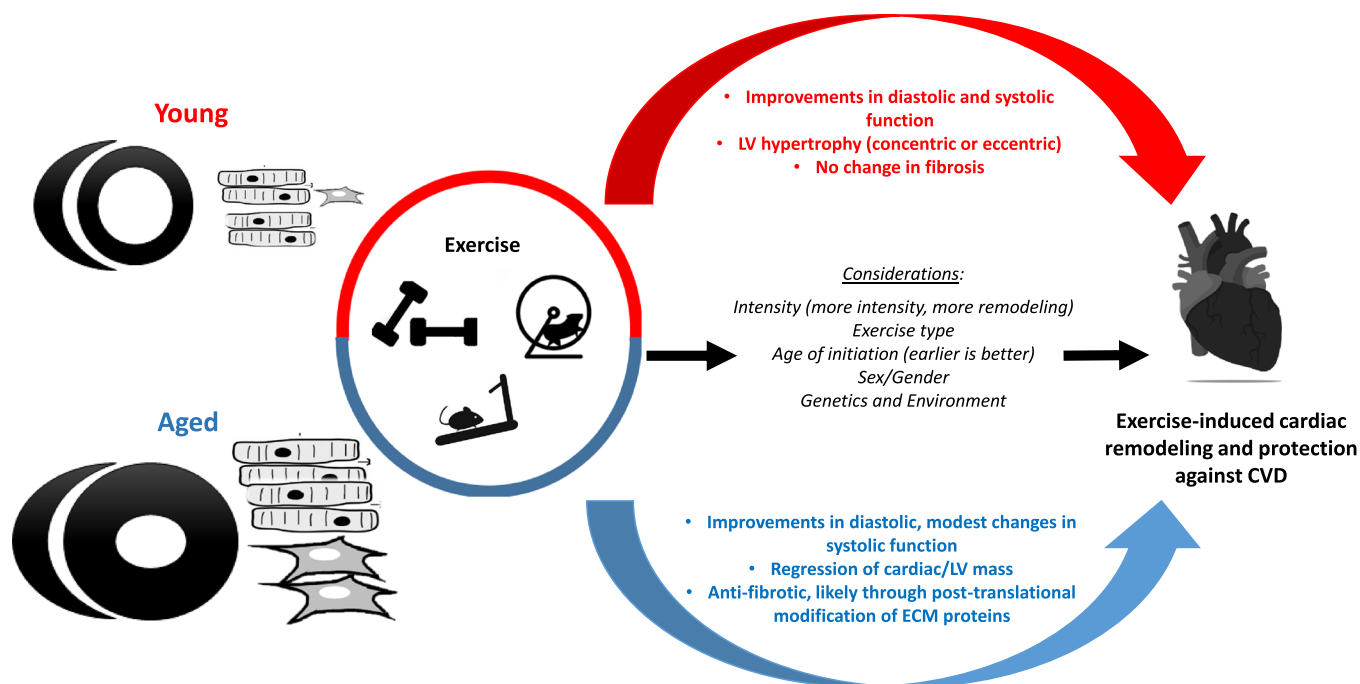 Young
Aged
Exercise
• Improvements in diastolic and systolic
function
• LV hypertrophy (concentric or eccentric)
• No change in fibrosis
Considerations:
Intensity (more intensity, more remodeling)
Exercise type
Age of initiation (earlier is better)
Sex/Gender
Genetics and Environment
• Improvements in diastolic, modest changes in
systolic function
• Regression of cardiac/LV mass
• Anti-fibrotic, likely through post-translational
modification of ECM proteins
Exercise-induced cardiac
remodeling and protection
against CVD